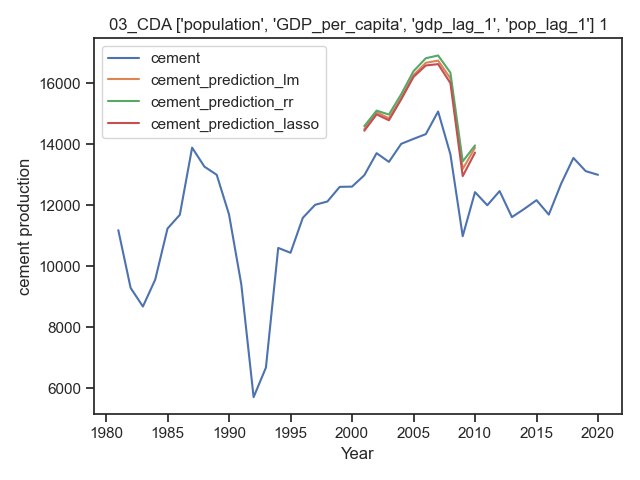 03_CDA ['population', 'GDP_per_capita', 'gdp_lag_1', 'pop_lag_1'] 1
cement
cement_prediction_lm
cement_prediction_rr
cement_prediction_lasso
16000
14000
12000
10000
8000
6000
cement production
1980 1985 1990 1995 2000 2005 2010 2015 2020
Year